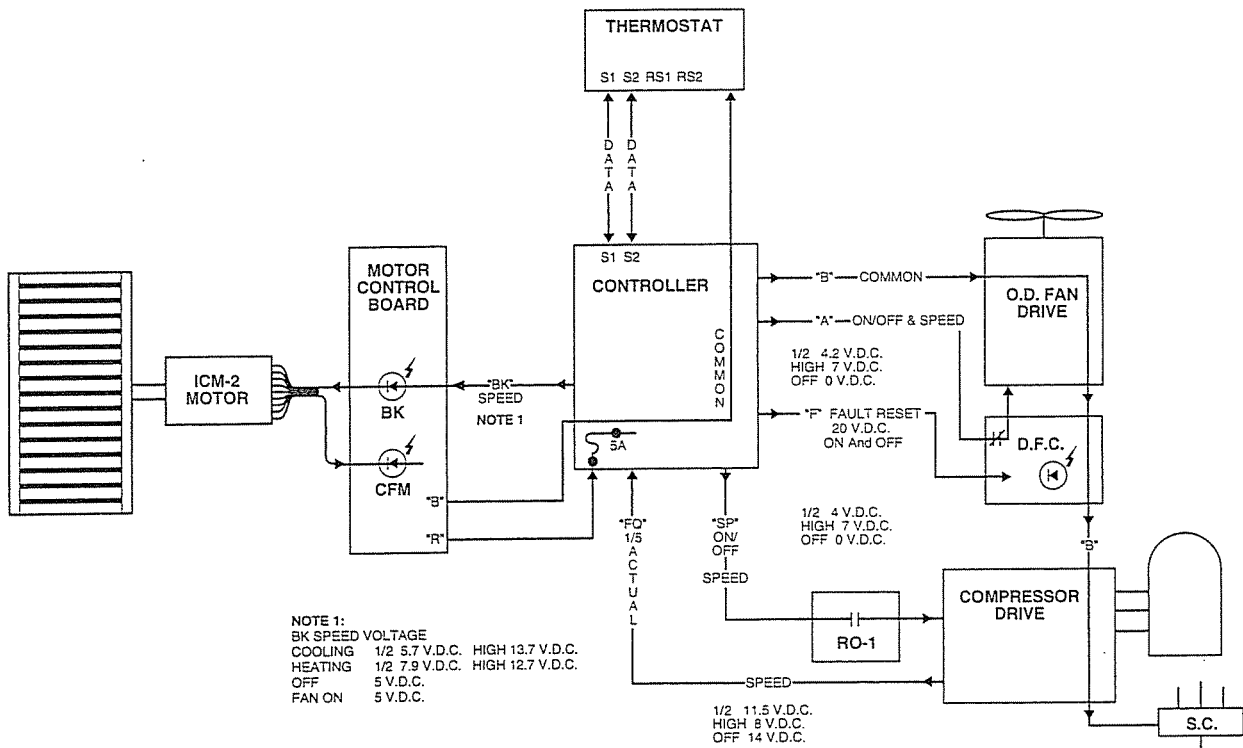 THERMOSTAT
S1 S2 RS1 RS2
DATA
DATA
S1 S2
CONTROLLER
COMMON
5A
MOTOR
CONTROL
BOARD
BK
CFM
"B"
"R"
ICM-2
MOTOR
"BK"
SPEED
NOTE 1
"B" COMMON
"A" ON/OFF & SPEED
1/2 4.2 V.D.C.
HIGH 7 V.D.C.
OFF 0 V.D.C.
"F" FAULT RESET
20 V.D.C.
ON And OFF
O.D. FAN
DRIVE
D.F.C.
"B"
"FQ"
1/5
ACTUAL
"SP"
ON/
OFF
SPEED
1/2 4 V.D.C.
HIGH 7 V.D.C.
OFF 0 V.D.C.
RO-1
COMPRESSOR
DRIVE
SPEED
1/2 11.5 V.D.C.
HIGH 8 V.D.C.
OFF 14 V.D.C.
S.C.
NOTE 1:
BK SPEED VOLTAGE
COOLING 1/2 5.7 V.D.C. HIGH 13.7 V.D.C.
HEATING 1/2 7.9 V.D.C. HIGH 12.7 V.D.C.
OFF 5 V.D.C.
FAN ON 5 V.D.C.